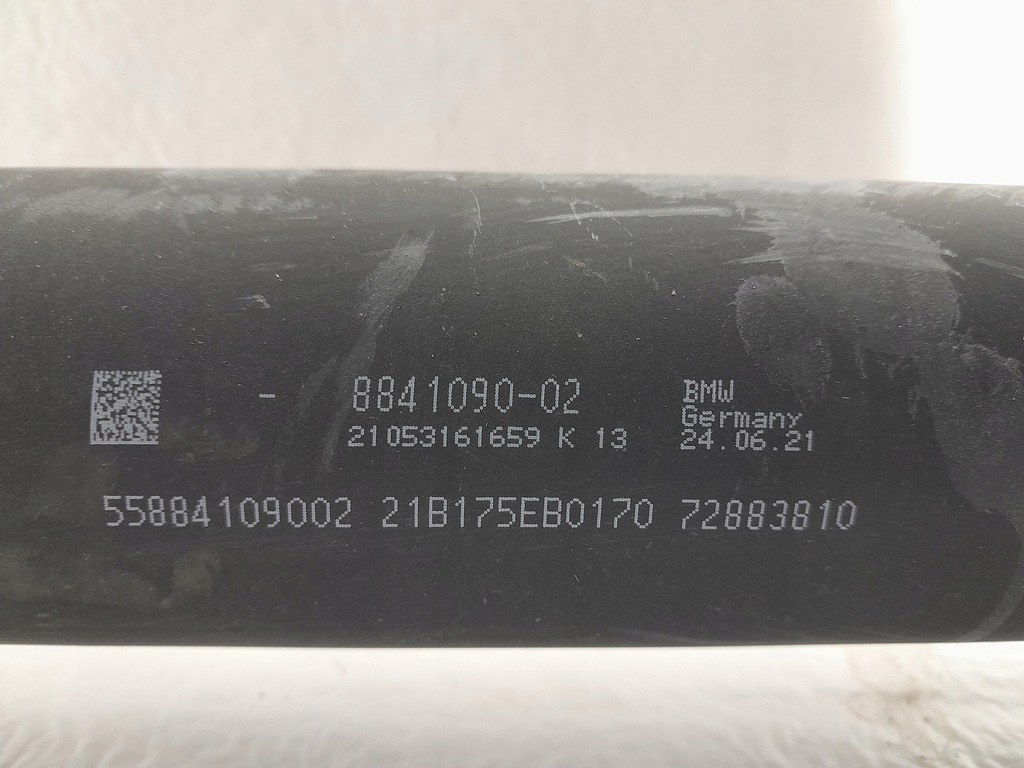 - 8841090-02
21053161659 K 13
BMW
Germany
24.06.21
55884109002 21B175EB0170 72883810